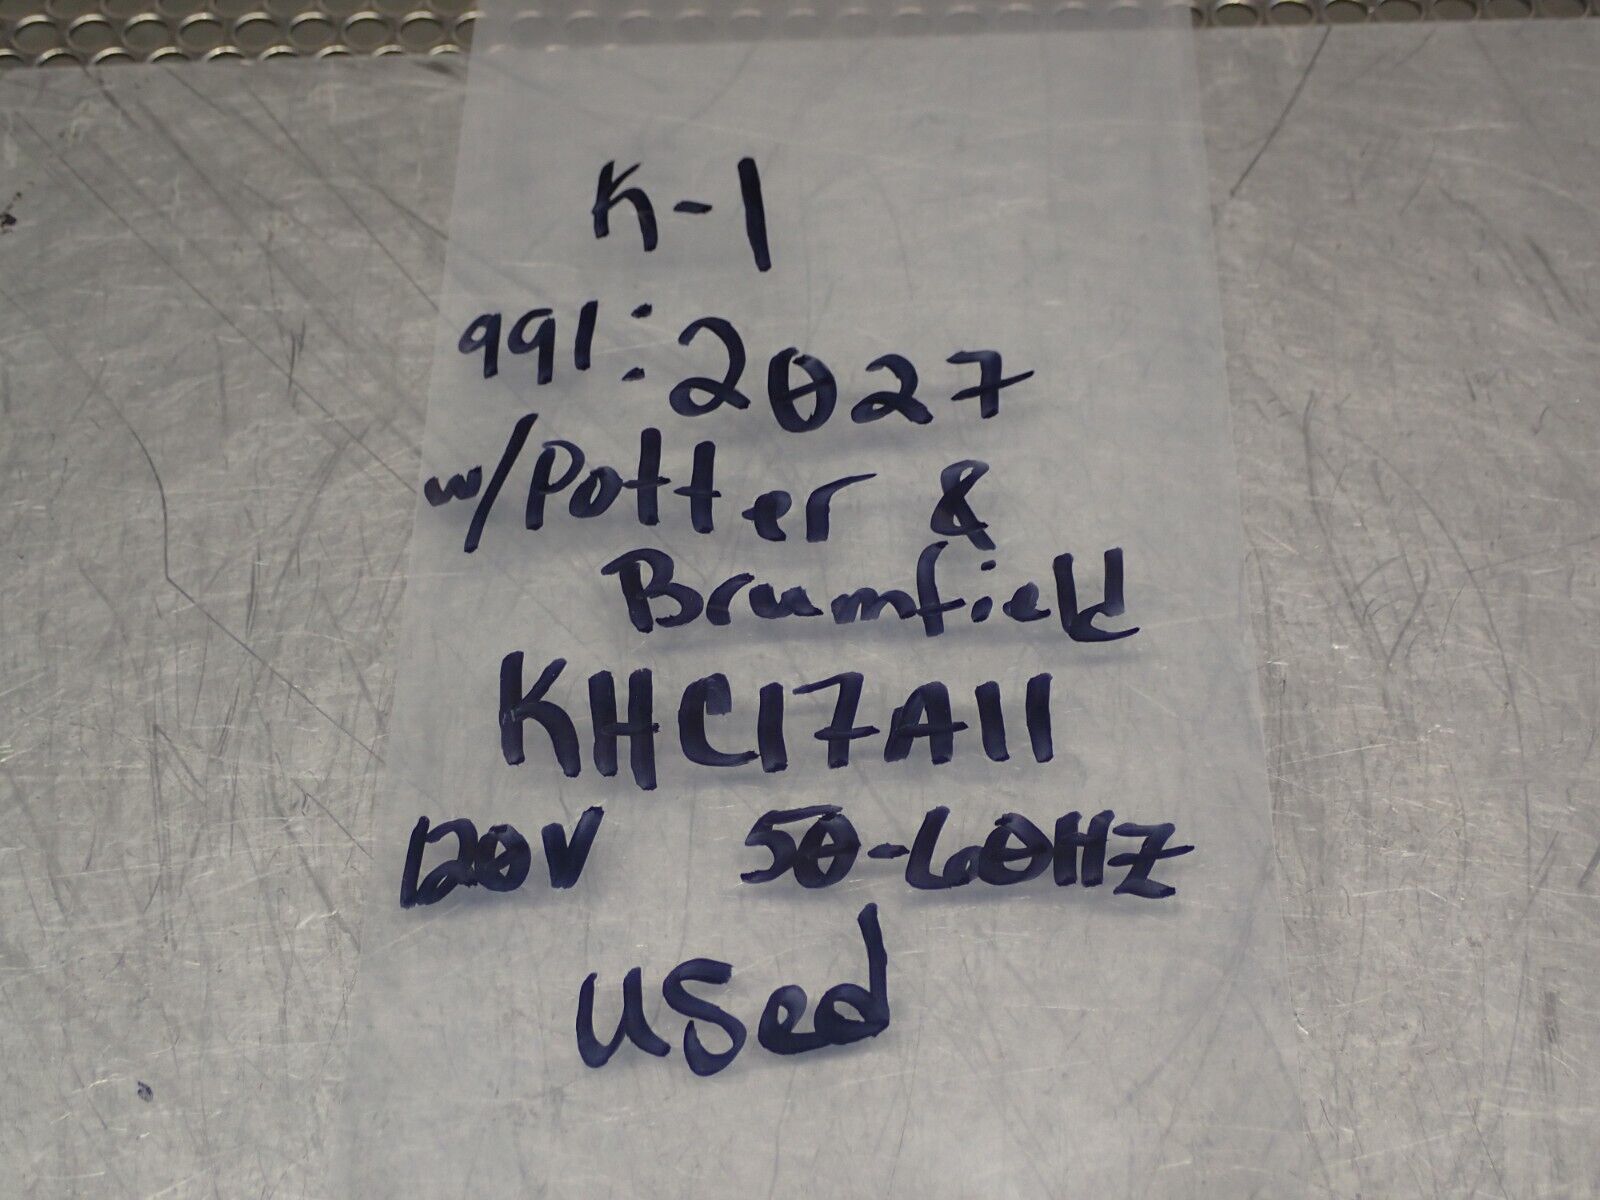 K-1
991:2027
w/Potter &
Brumfield
KHC17A11
120V 50-60HZ
used